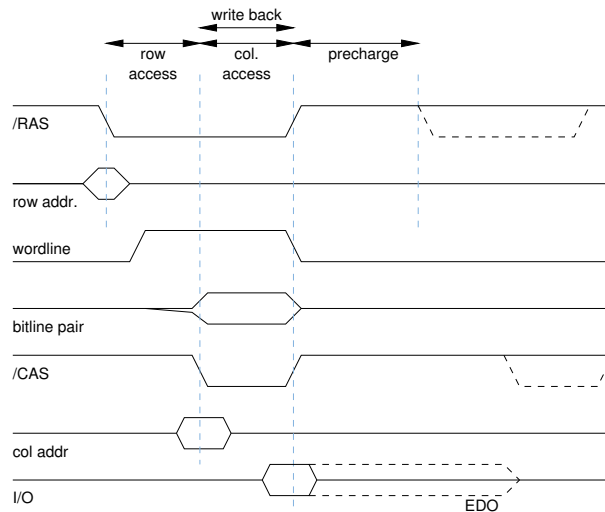 write back
row
access
col.
access
precharge
/RAS
row addr.
wordline
bitline pair
/CAS
col addr
I/O
EDO